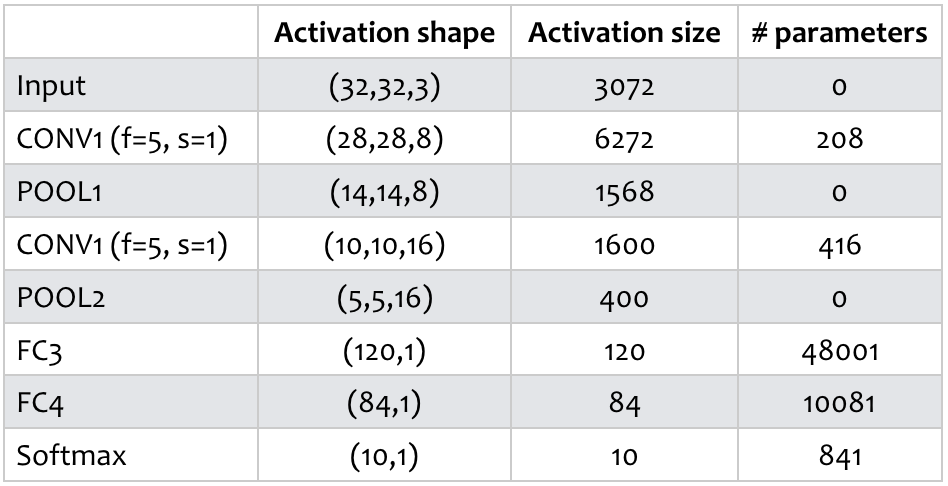 Activation shape Activation size # parameters
Input (32,32,3) 3072 0
CONV1 (f=5, s=1) (28,28,8) 6272 208
POOL1 (14,14,8) 1568 0
CONV1 (f=5, s=1) (10,10,16) 1600 416
POOL2 (5,5,16) 400 0
FC3 (120,1) 120 48001
FC4 (84,1) 84 10081
Softmax (10,1) 10 841